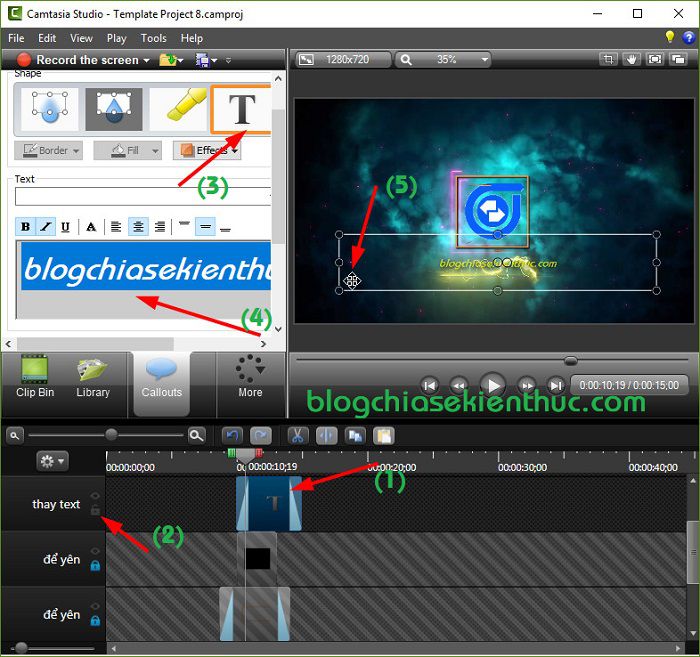 Camtasia Studio - Template Project 8.camproj
File Edit View Play Tools Help
Record the screen
1280x720
35%
Shape
T
Border
Fill
Effects
(3)
(5)
Text
B I U A
blogchiasekienthu
(4)
blogchiasekienthuc.com
Clip Bin
Library
Callouts
More
0:00:10;19 / 0:00:15;00
blogchiasekienthuc.com
00:00:00;00
00:00:10;19
00:00:20;00
00:00:30;00
00:00:40;00
(1)
thay text
T
(2)
để yên
để yên